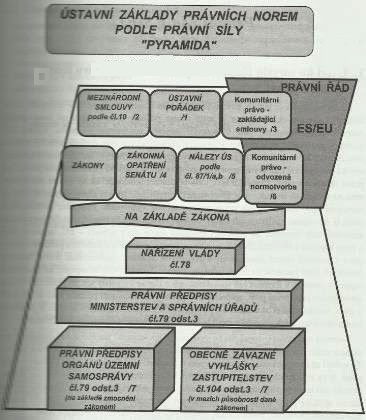 ÚSTAVNÍ ZÁKLADY PRÁVNÍCH NOREM
PODLE PRÁVNÍ SÍLY
"PYRAMIDA"
PRÁVNÍ ŘÁD
ES/EU
MEZINÁRODNÍ
SMLOUVY
podle čl.10 /2
ÚSTAVNÍ
POŘÁDEK
/1
Komunitární
právo -
zakládající
smlouvy /3
ZÁKONY
ZÁKONNÁ
OPATŘENÍ
SENÁTU /4
NÁLEZY ÚS
podle
čl. 87/1/a,b /5
Komunitární
právo -
odvozená
normotvorba
/6
NA ZÁKLADĚ ZÁKONA
NAŘÍZENÍ VLÁDY
čl.78
PRÁVNÍ PŘEDPISY
MINISTERSTEV A SPRÁVNÍCH ÚŘADŮ
čl.79 odst.3
PRÁVNÍ PŘEDPISY
ORGÁNŮ ÚZEMNÍ
SAMOSPRÁVY
čl.79 odst.3 /7
(na základě zmocnění
zákonem)
OBECNĚ ZÁVAZNÉ
VYHLÁŠKY
ZASTUPITELSTEV
čl.104 odst.3 /7
(v mezích působnosti dané
zákonem)